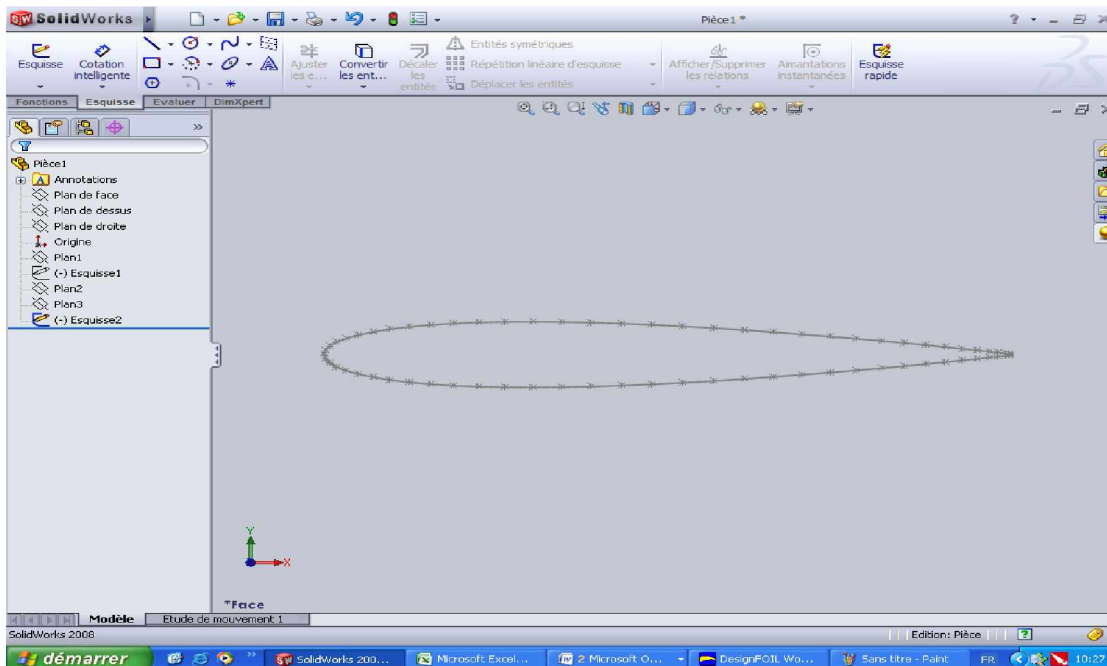 SolidWorks
Pièce1 *
Esquisse
Cotation intelligente
Ajuster les e...
Convertir les ent...
Décaler les entités
Entités symétriques
Répétition linéaire d'esquisse
Déplacer les entités
Afficher/Supprimer les relations
Aimantations instantanées
Esquisse rapide
Fonctions Esquisse Evaluer DimXpert
Pièce1
Annotations
Plan de face
Plan de dessus
Plan de droite
Origine
Plan1
(-) Esquisse1
Plan2
Plan3
(-) Esquisse2
Y
X
*Face
Modèle Etude de mouvement 1
SolidWorks 2008
Edition: Pièce
démarrer
SolidWorks 200...
Microsoft Excel...
2 Microsoft O...
DesignFOIL Wo...
Sans titre - Paint
FR
10:27